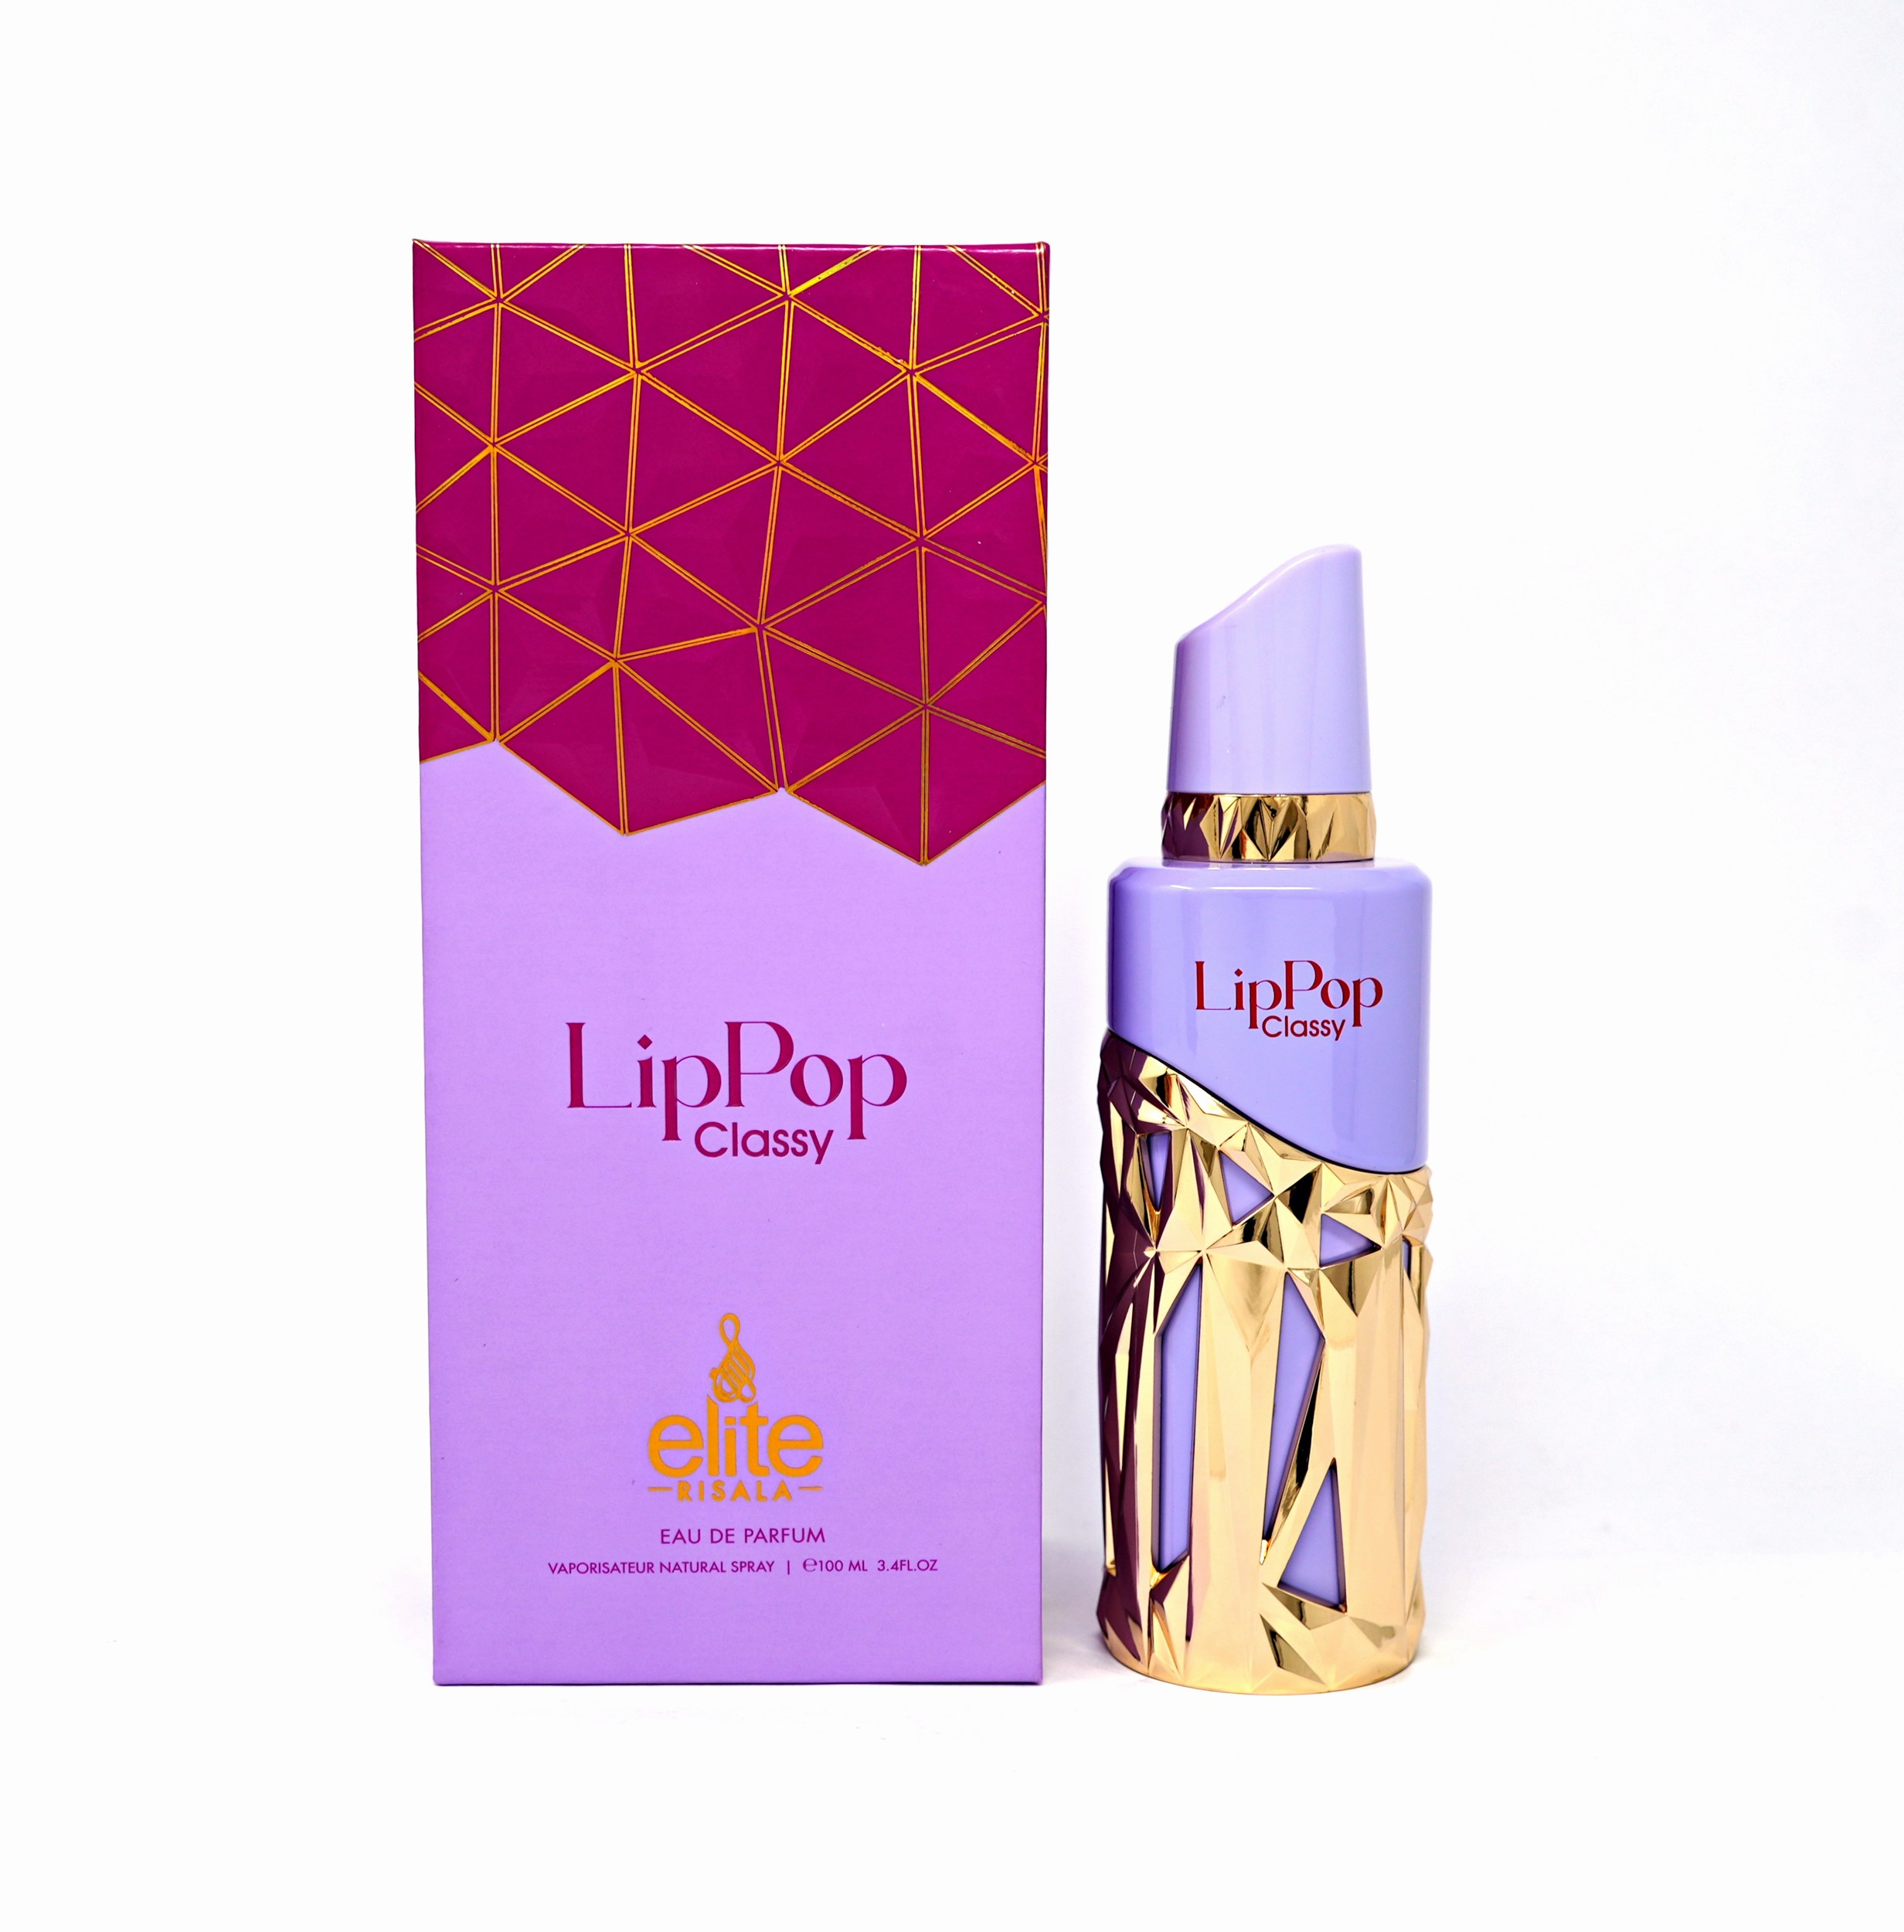 LipPop
Classy
elite
RISALA
EAU DE PARFUM
VAPORISATEUR NATURAL SPRAY | ℮100 ML 3.4FL.OZ
LipPop
Classy